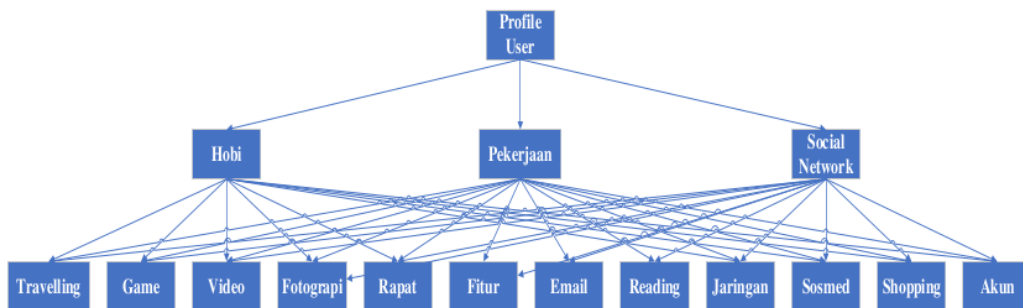 Profile
User
Hobi
Pekerjaan
Social
Network
Travelling
Game
Video
Fotograpi
Rapat
Fitur
Email
Reading
Jaringan
Sosmed
Shopping
Akun